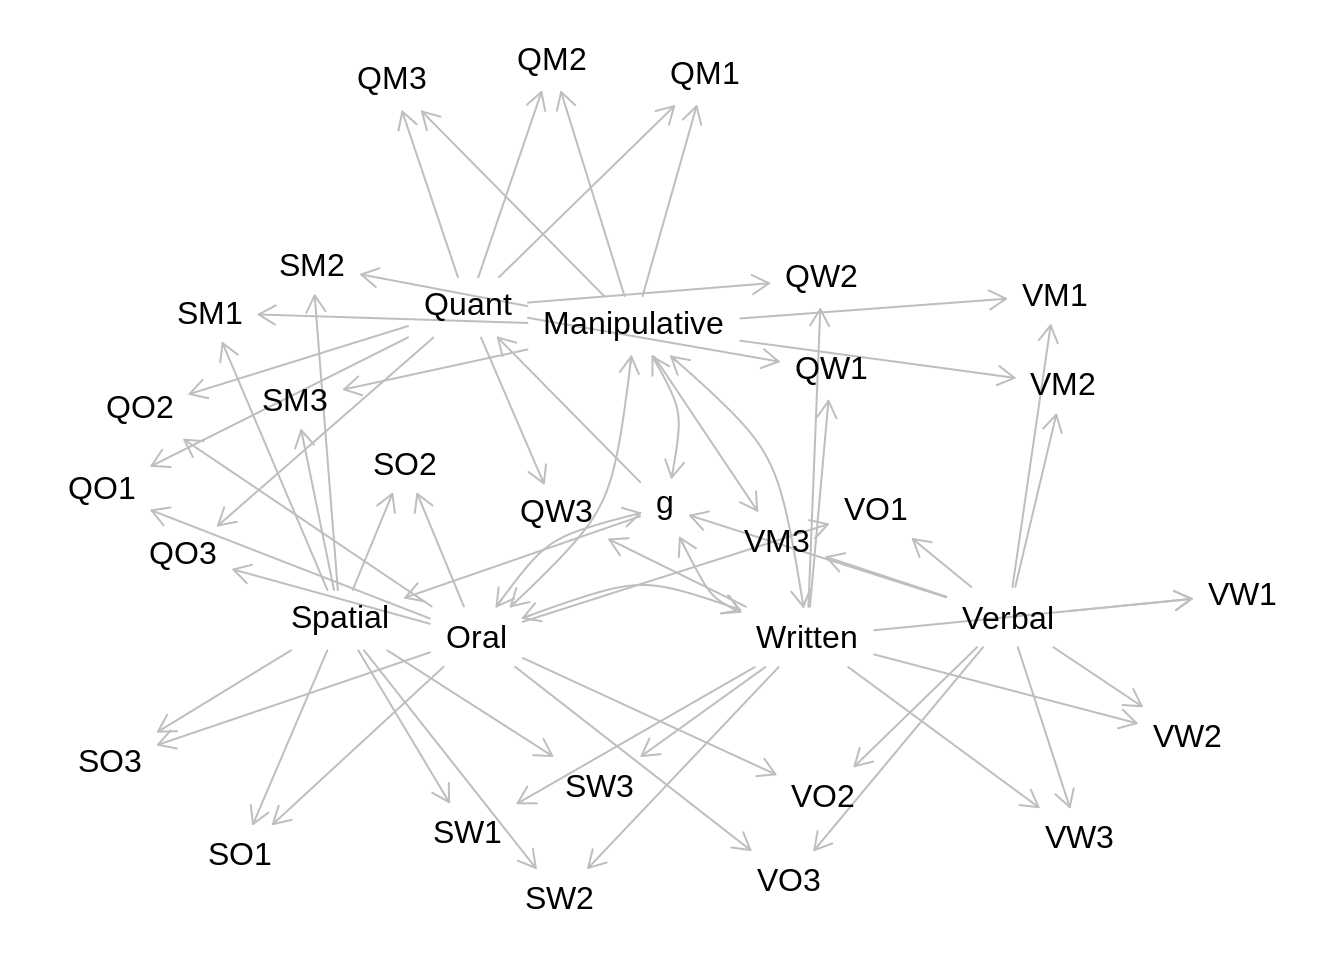 QM2
QM1
QM3
SM2
QW2
VM1
Quant
SM1
Manipulative
QW1
VM2
SM3
QO2
SO2
QO1
g
VO1
QW3
VM3
QO3
VW1
Spatial
Verbal
Oral
Written
VW2
SO3
SW3
VO2
SW1
VW3
SO1
VO3
SW2